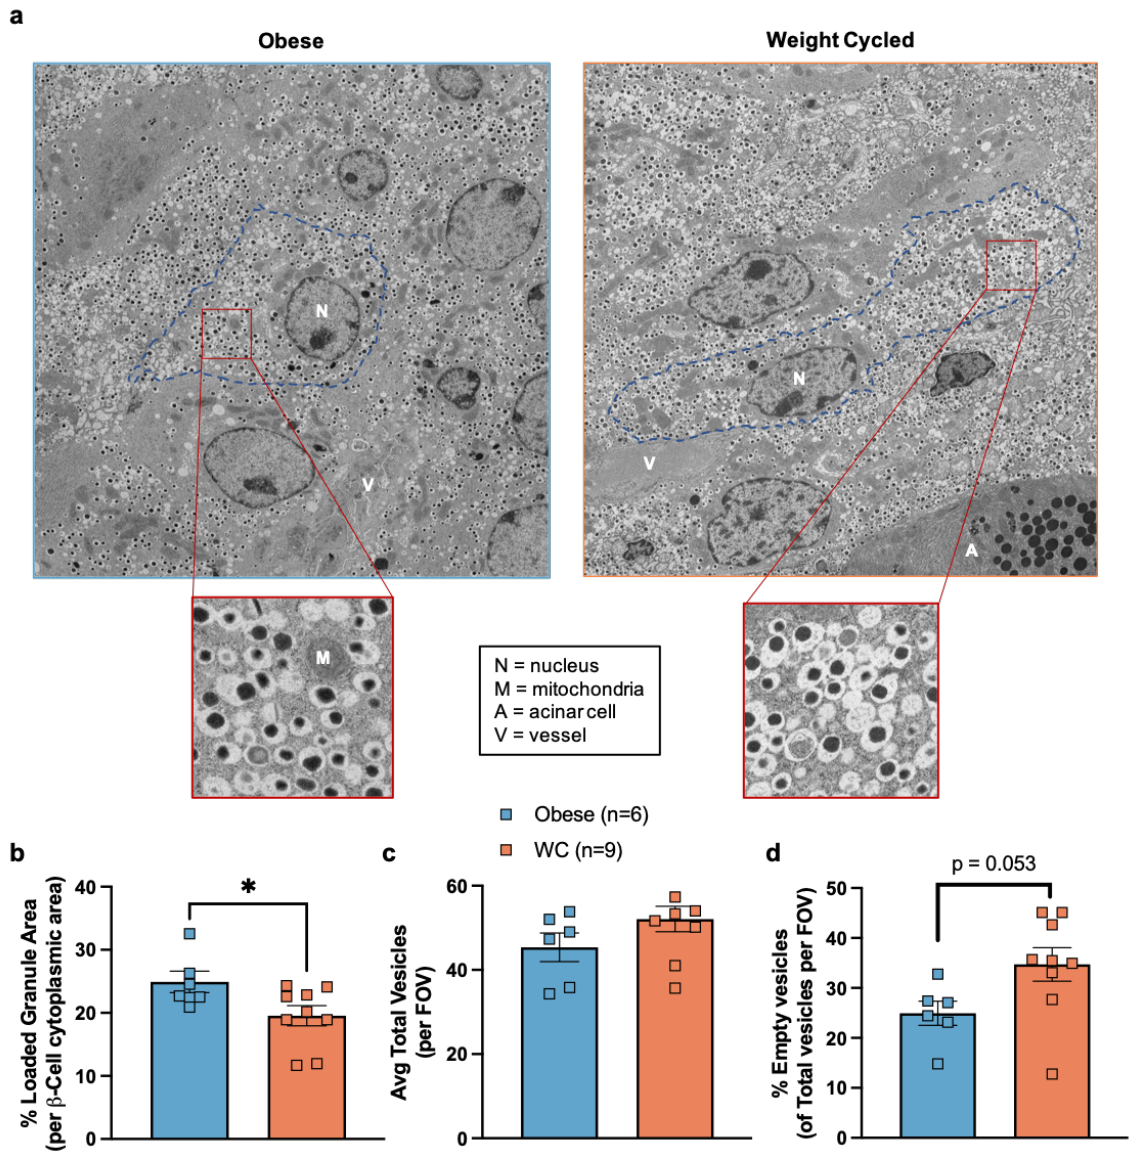 a
Obese
Weight Cycled
N
V
N
V
A
M
N = nucleus
M = mitochondria
A = acinar cell
V = vessel
Obese (n=6)
WC (n=9)
b
% Loaded Granule Area
(per β-Cell cytoplasmic area)
40
30
20
10
0
*
c
Avg Total Vesicles
(per FOV)
60
40
20
0
d
% Empty vesicles
(of Total vesicles per FOV)
50
40
30
20
10
0
p = 0.053